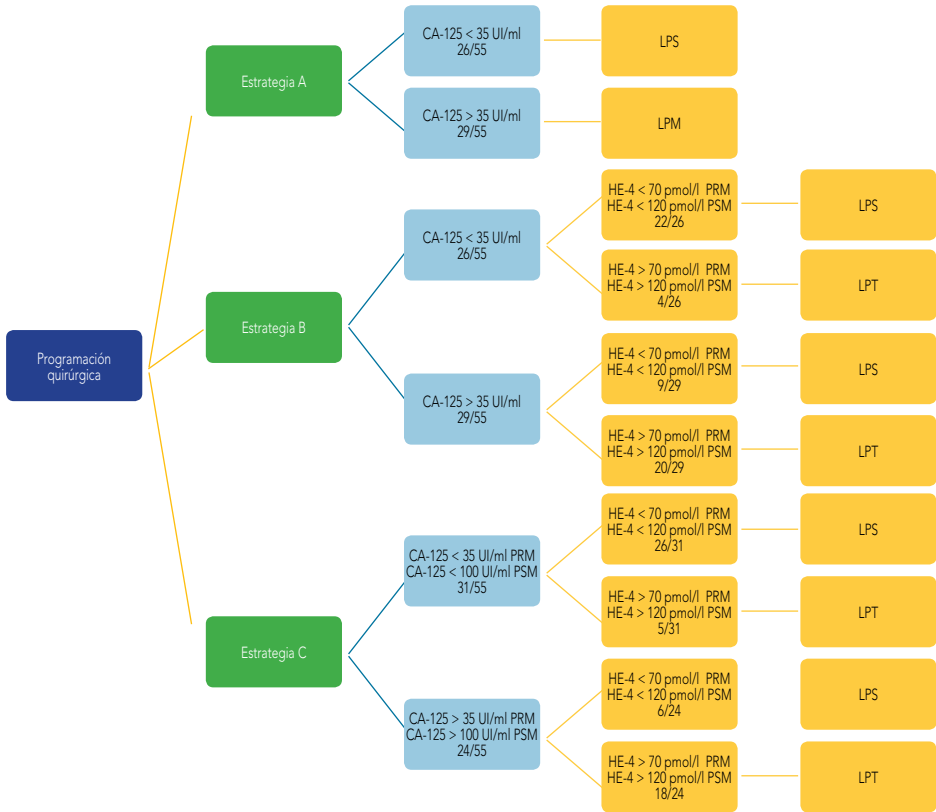 Programación
quirúrgica
Estrategia A
CA-125 < 35 UI/ml
26/55
LPS
CA-125 > 35 UI/ml
29/55
LPM
Estrategia B
CA-125 < 35 UI/ml
26/55
HE-4 < 70 pmol/l PRM
HE-4 < 120 pmol/l PSM
22/26
LPS
HE-4 > 70 pmol/l PRM
HE-4 > 120 pmol/l PSM
4/26
LPT
CA-125 > 35 UI/ml
29/55
HE-4 < 70 pmol/l PRM
HE-4 < 120 pmol/l PSM
9/29
LPS
HE-4 > 70 pmol/l PRM
HE-4 > 120 pmol/l PSM
20/29
LPT
Estrategia C
CA-125 < 35 UI/ml PRM
CA-125 < 100 UI/ml PSM
31/55
HE-4 < 70 pmol/l PRM
HE-4 < 120 pmol/l PSM
26/31
LPS
HE-4 > 70 pmol/l PRM
HE-4 > 120 pmol/l PSM
5/31
LPT
CA-125 > 35 UI/ml PRM
CA-125 > 100 UI/ml PSM
24/55
HE-4 < 70 pmol/l PRM
HE-4 < 120 pmol/l PSM
6/24
LPS
HE-4 > 70 pmol/l PRM
HE-4 > 120 pmol/l PSM
18/24
LPT